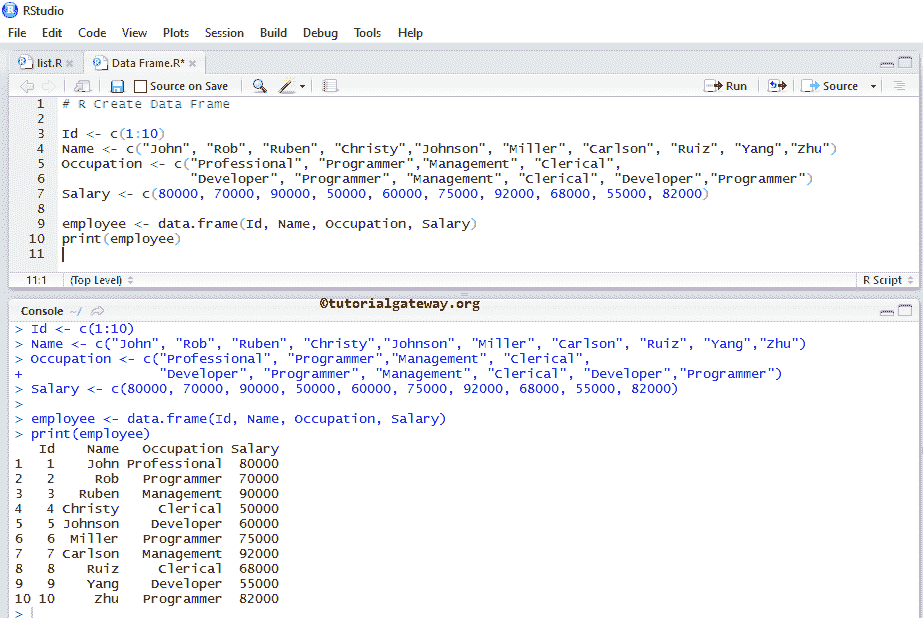 RStudio
File Edit Code View Plots Session Build Debug Tools Help
list.R Data Frame.R*
Source on Save Run Source
1 # R Create Data Frame
2
3 Id <- c(1:10)
4 Name <- c("John", "Rob", "Ruben", "Christy","Johnson", "Miller", "Carlson", "Ruiz", "Yang","Zhu")
5 Occupation <- c("Professional", "Programmer","Management", "Clerical",
6 "Developer", "Programmer", "Management", "Clerical", "Developer","Programmer")
7 Salary <- c(80000, 70000, 90000, 50000, 60000, 75000, 92000, 68000, 55000, 82000)
8
9 employee <- data.frame(Id, Name, Occupation, Salary)
10 print(employee)
11
11:1 (Top Level) R Script
©tutorialgateway.org
Console ~/
> Id <- c(1:10)
> Name <- c("John", "Rob", "Ruben", "Christy","Johnson", "Miller", "Carlson", "Ruiz", "Yang","Zhu")
> Occupation <- c("Professional", "Programmer","Management", "Clerical",
+ "Developer", "Programmer", "Management", "Clerical", "Developer","Programmer")
> Salary <- c(80000, 70000, 90000, 50000, 60000, 75000, 92000, 68000, 55000, 82000)
>
> employee <- data.frame(Id, Name, Occupation, Salary)
> print(employee)
Id Name Occupation Salary
1 1 John Professional 80000
2 2 Rob Programmer 70000
3 3 Ruben Management 90000
4 4 Christy Clerical 50000
5 5 Johnson Developer 60000
6 6 Miller Programmer 75000
7 7 Carlson Management 92000
8 8 Ruiz Clerical 68000
9 9 Yang Developer 55000
10 10 Zhu Programmer 82000
>